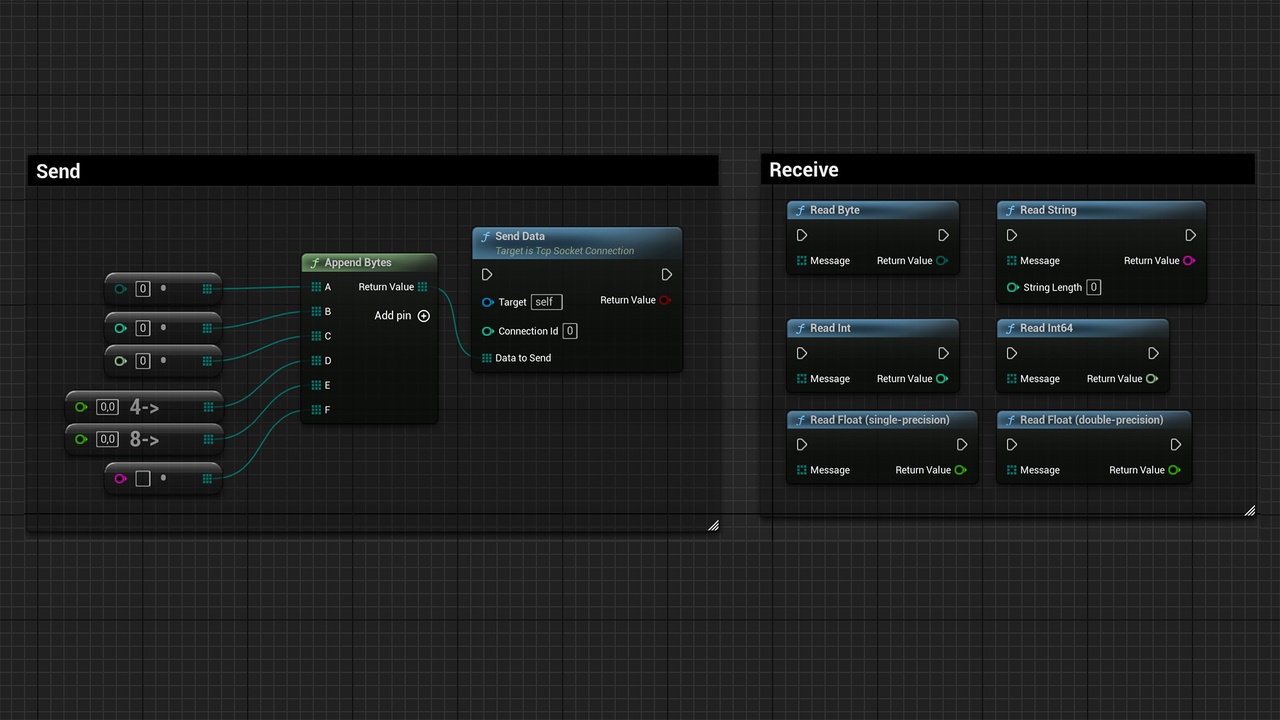 Send
0
0
0
0,0 4->
0,0 8->
f Append Bytes
A Return Value
B Add pin
C
D
E
F
f Send Data
Target is Tcp Socket Connection
Target self Return Value
Connection Id 0
Data to Send
Receive
f Read Byte
Message Return Value
f Read String
Message Return Value
String Length 0
f Read Int
Message Return Value
f Read Int64
Message Return Value
f Read Float (single-precision)
Message Return Value
f Read Float (double-precision)
Message Return Value